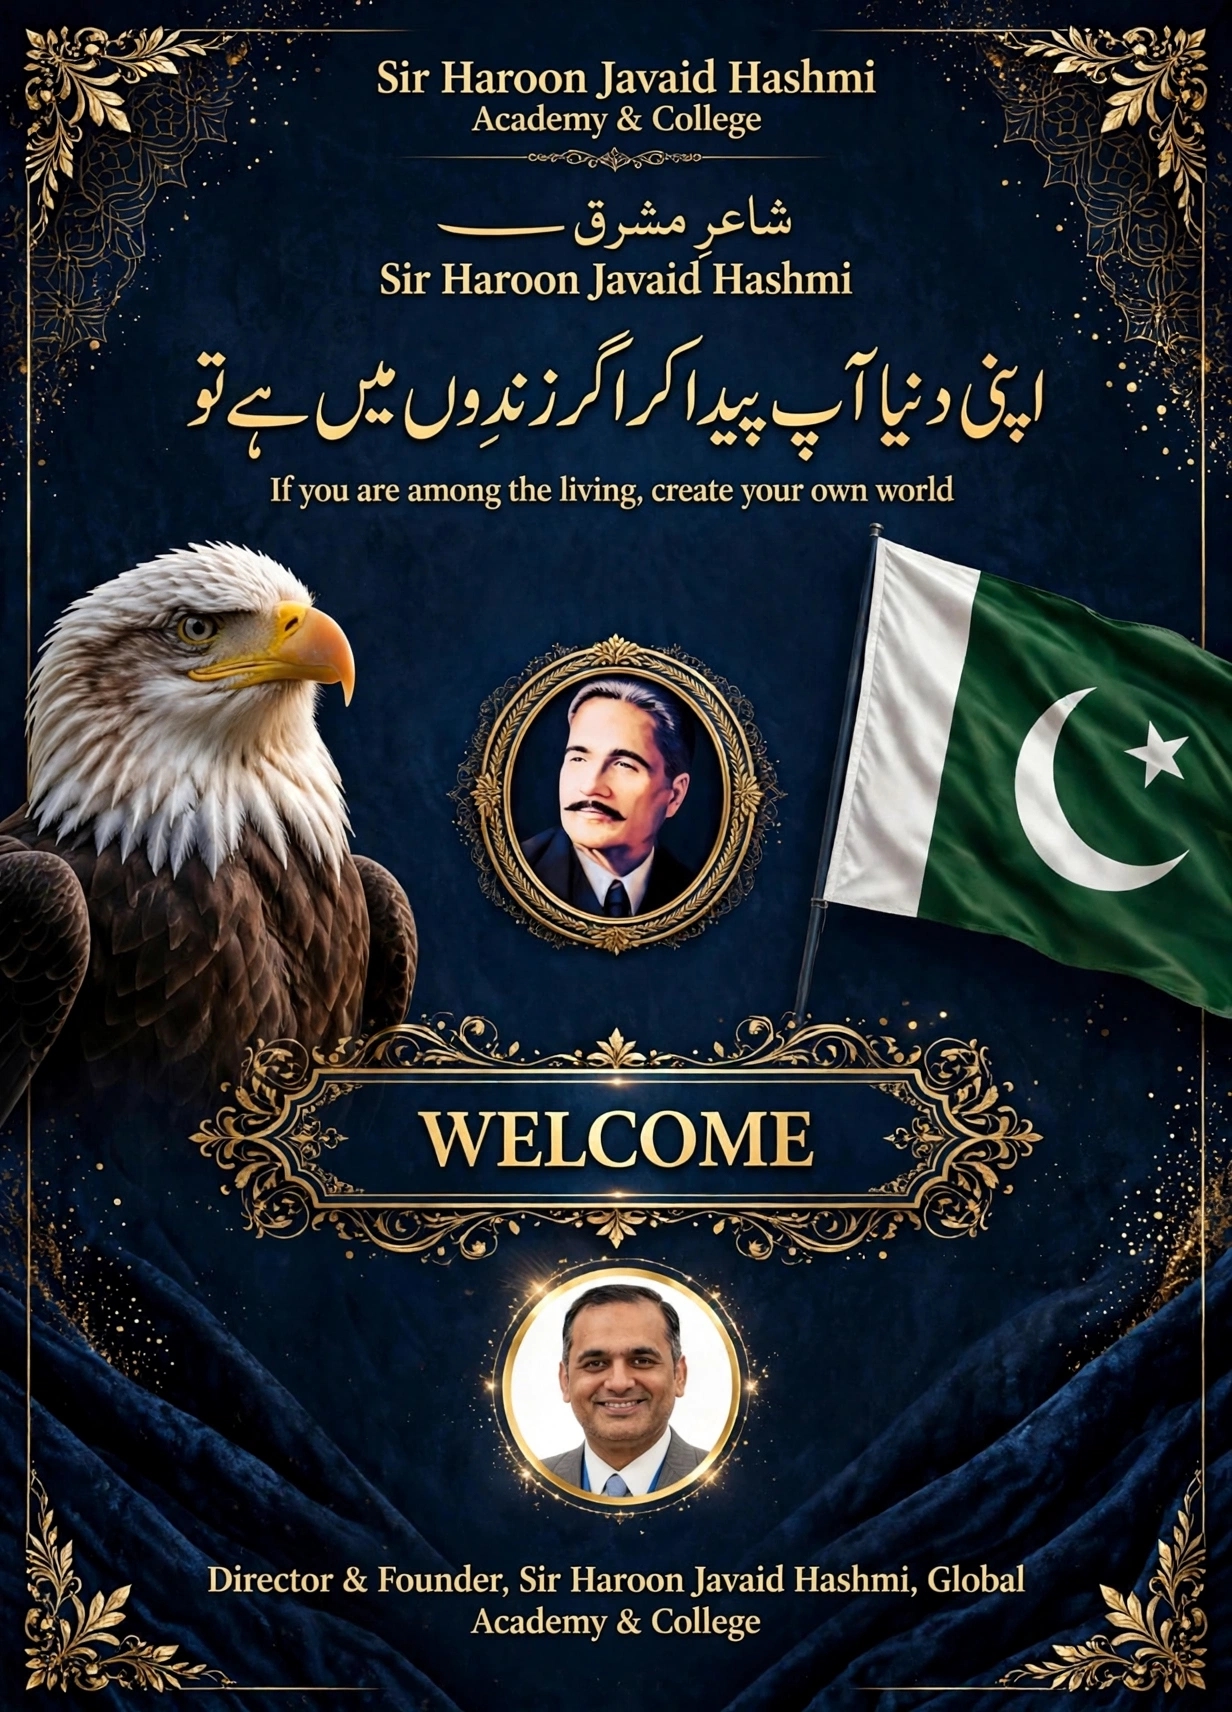 Sir Haroon Javaid Hashmi
Academy & College
شاعرِ مشرق ؎
Sir Haroon Javaid Hashmi
اپنی دنیا آپ پیدا کر اگر زندِوں میں ہے تو
If you are among the living, create your own world
WELCOME
Director & Founder, Sir Haroon Javaid Hashmi, Global
Academy & College